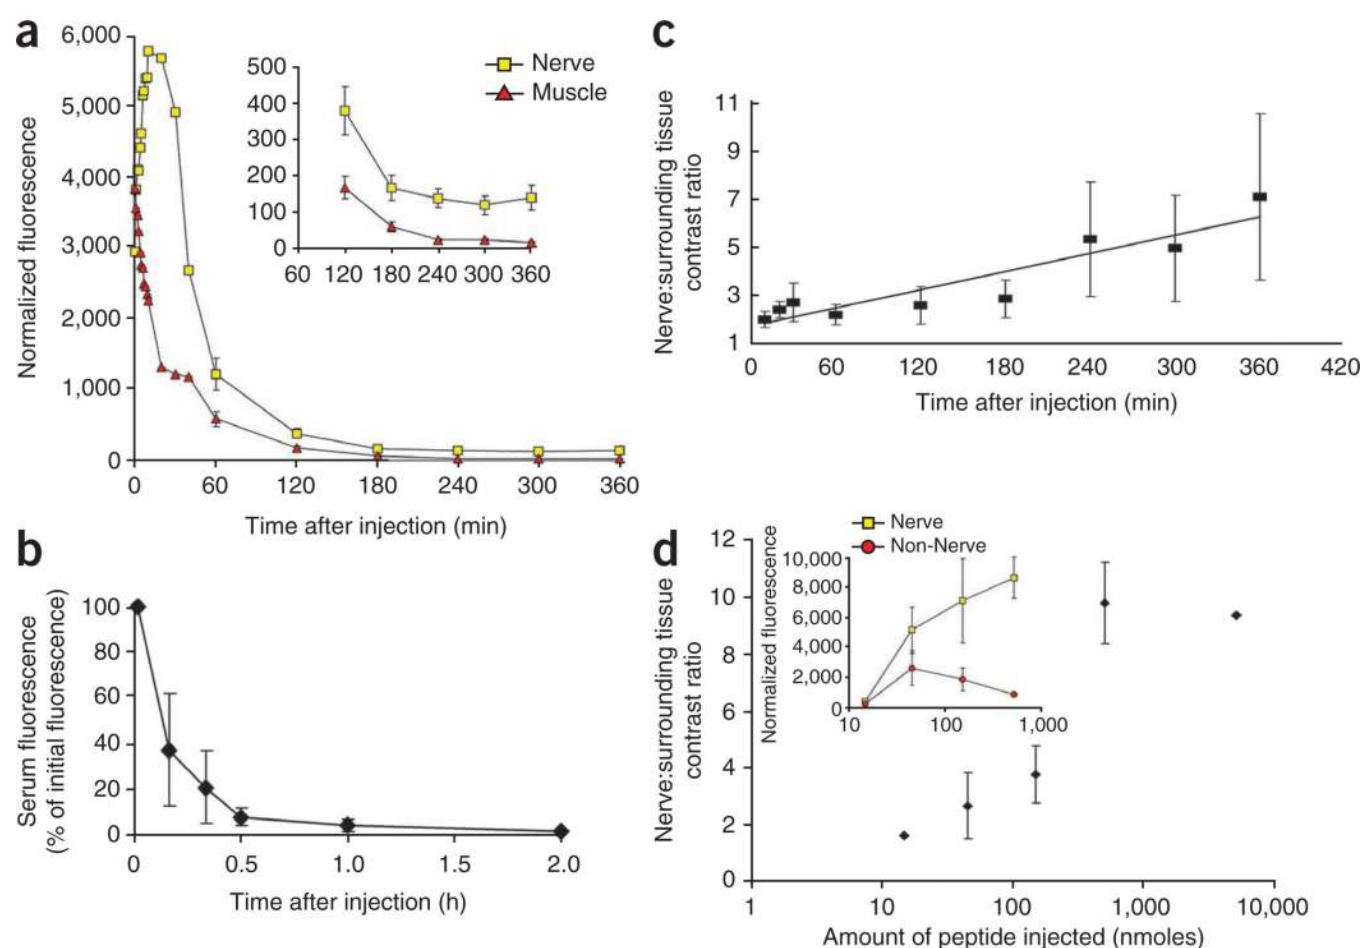 a
6,000
5,000
4,000
3,000
2,000
1,000
0
Normalized fluorescence
0 60 120 180 240 300 360
Time after injection (min)
500
400
300
200
100
0
60 120 180 240 300 360
Nerve
Muscle
b
100
80
60
40
20
0
Serum fluorescence
(% of initial fluorescence)
0 0.5 1.0 1.5 2.0
Time after injection (h)
c
11
9
7
5
3
1
Nerve:surrounding tissue
contrast ratio
0 60 120 180 240 300 360 420
Time after injection (min)
d
12
10
8
6
4
2
0
Nerve:surrounding tissue
contrast ratio
1 10 100 1,000 10,000
Amount of peptide injected (nmoles)
Nerve
Non-Nerve
10,000
8,000
6,000
4,000
2,000
0
Normalized fluorescence
10 100 1,000